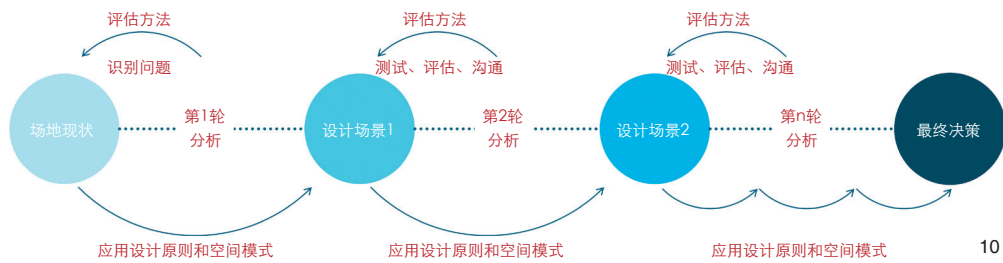 评估方法
评估方法
评估方法
识别问题
测试、评估、沟通
测试、评估、沟通
场地现状
第1轮
分析
设计场景1
第2轮
分析
设计场景2
第n轮
分析
最终决策
应用设计原则和空间模式
应用设计原则和空间模式
应用设计原则和空间模式
10